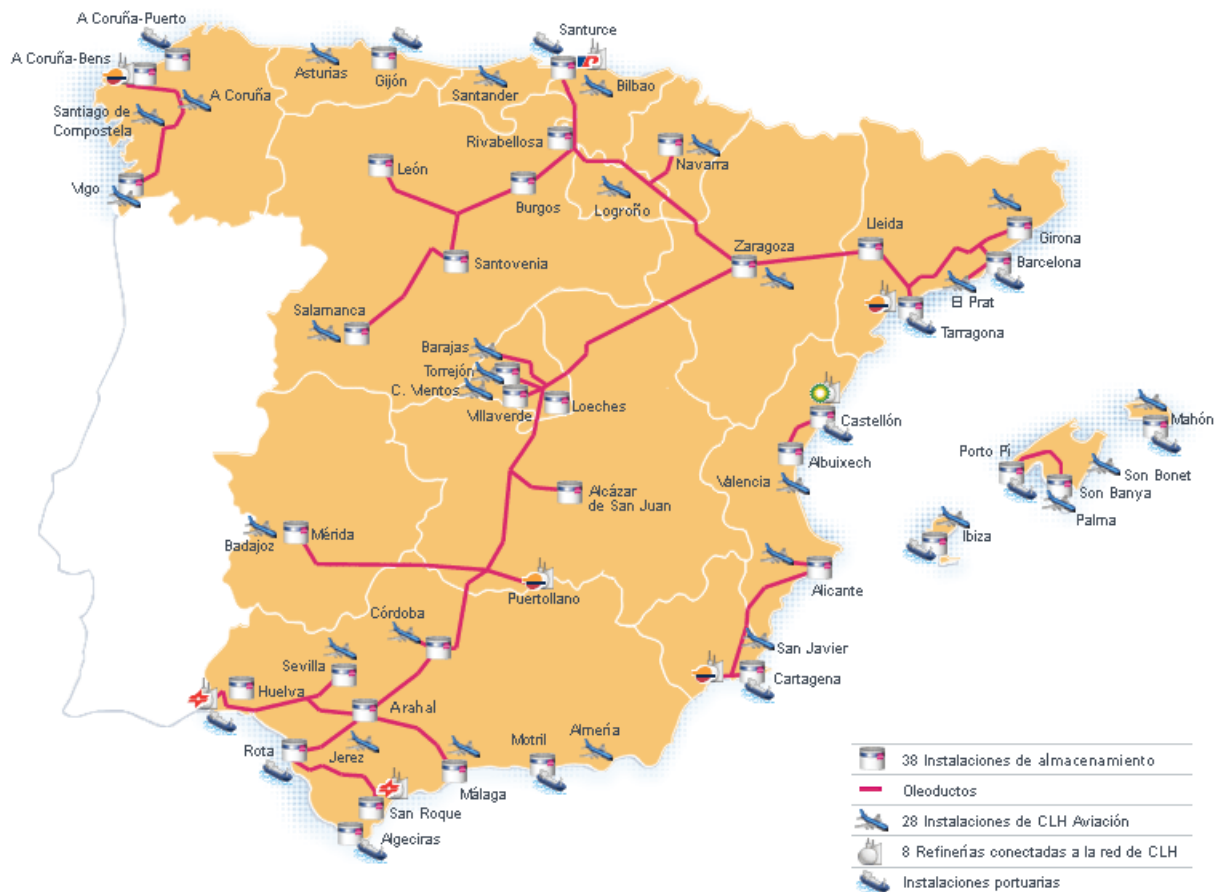 A Coruña-Puerto
Santurce
A Coruña-Bens
Asturias
Gijón
Santander
Bilbao
A Coruña
Santiago de
Compostela
Rivabellosa
León
Navarra
Vigo
Burgos
Logroño
Lleida
Girona
Zaragoza
Barcelona
Santovenia
El Prat
Salamanca
Tarragona
Barajas
Torrejón
C. Vientos
Villaverde
Loeches
Castellón
Mahón
Albuixech
Porto Pí
Valencia
Son Bonet
Son Banya
Palma
Alcázar
de San Juan
Mérida
Badajoz
Ibiza
Puertollano
Alicante
Córdoba
San Javier
Sevilla
Huelva
Cartagena
Arahal
Rota
Jerez
Motril
Almería
Málaga
San Roque
Algeciras
38 Instalaciones de almacenamiento
Oleoductos
28 Instalaciones de CLH Aviación
8 Refinerías conectadas a la red de CLH
Instalaciones portuarias